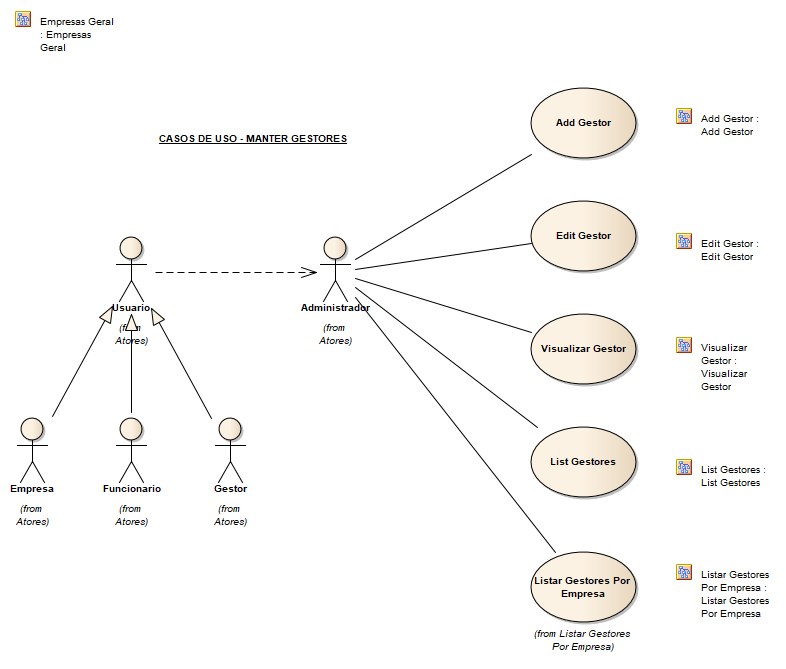 Empresas Geral
: Empresas
Geral
CASOS DE USO - MANTER GESTORES
Add Gestor
Add Gestor :
Add Gestor
Edit Gestor
Edit Gestor :
Edit Gestor
Usuario
(from
Atores)
Administrador
(from
Atores)
Visualizar Gestor
Visualizar
Gestor :
Visualizar
Gestor
List Gestores
List Gestores :
List Gestores
Empresa
(from
Atores)
Funcionario
(from
Atores)
Gestor
(from
Atores)
Listar Gestores Por
Empresa
(from Listar Gestores
Por Empresa)
Listar Gestores
Por Empresa :
Listar Gestores
Por Empresa